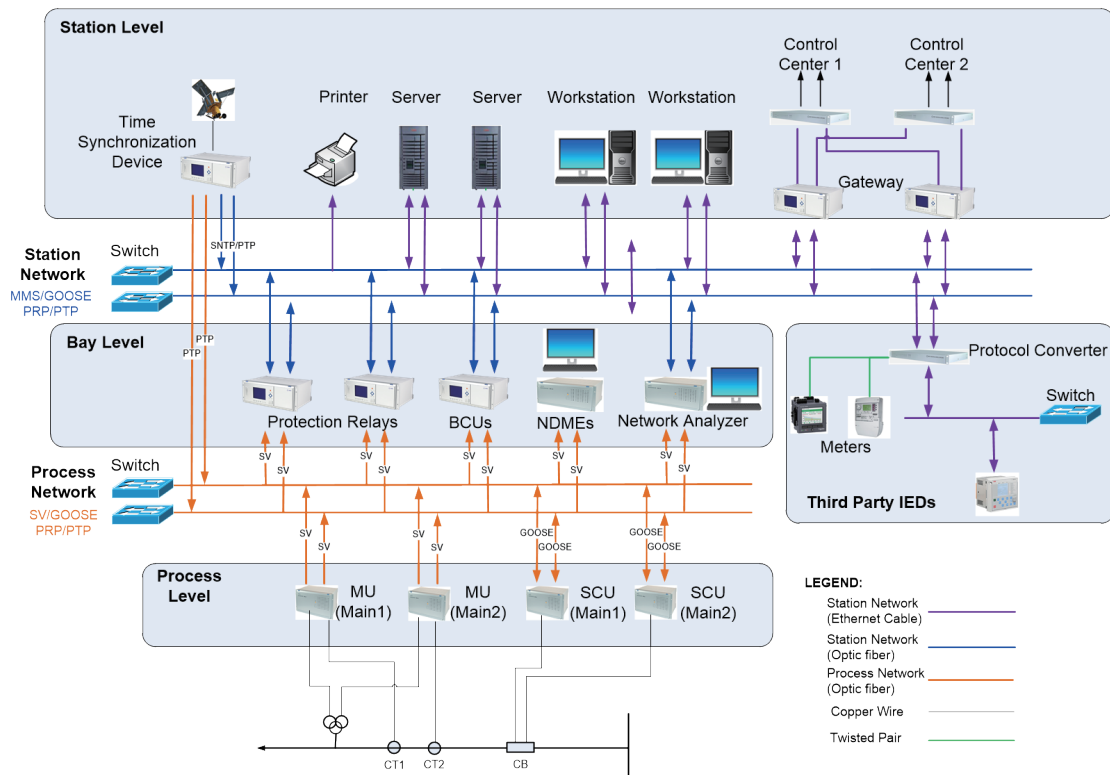 Station Level
Control
Center 1
Control
Center 2
Printer
Server
Server
Workstation
Workstation
Time
Synchronization
Device
Gateway
SNTP/PTP
Switch
Station
Network
MMS/GOOSE
PRP/PTP
PTP
PTP
Bay Level
Protection Relays
BCUs
NDMEs
Network Analyzer
Protocol Converter
Switch
Meters
Third Party IEDs
SV
SV
SV
SV
SV
SV
SV
SV
SV
SV
Switch
Process
Network
SV/GOOSE
PRP/PTP
SV
SV
SV
SV
GOOSE
GOOSE
GOOSE
GOOSE
Process
Level
MU
(Main1)
MU
(Main2)
SCU
(Main1)
SCU
(Main2)
CT1
CT2
CB
LEGEND:
Station Network
(Ethernet Cable)
Station Network
(Optic fiber)
Process Network
(Optic fiber)
Copper Wire
Twisted Pair